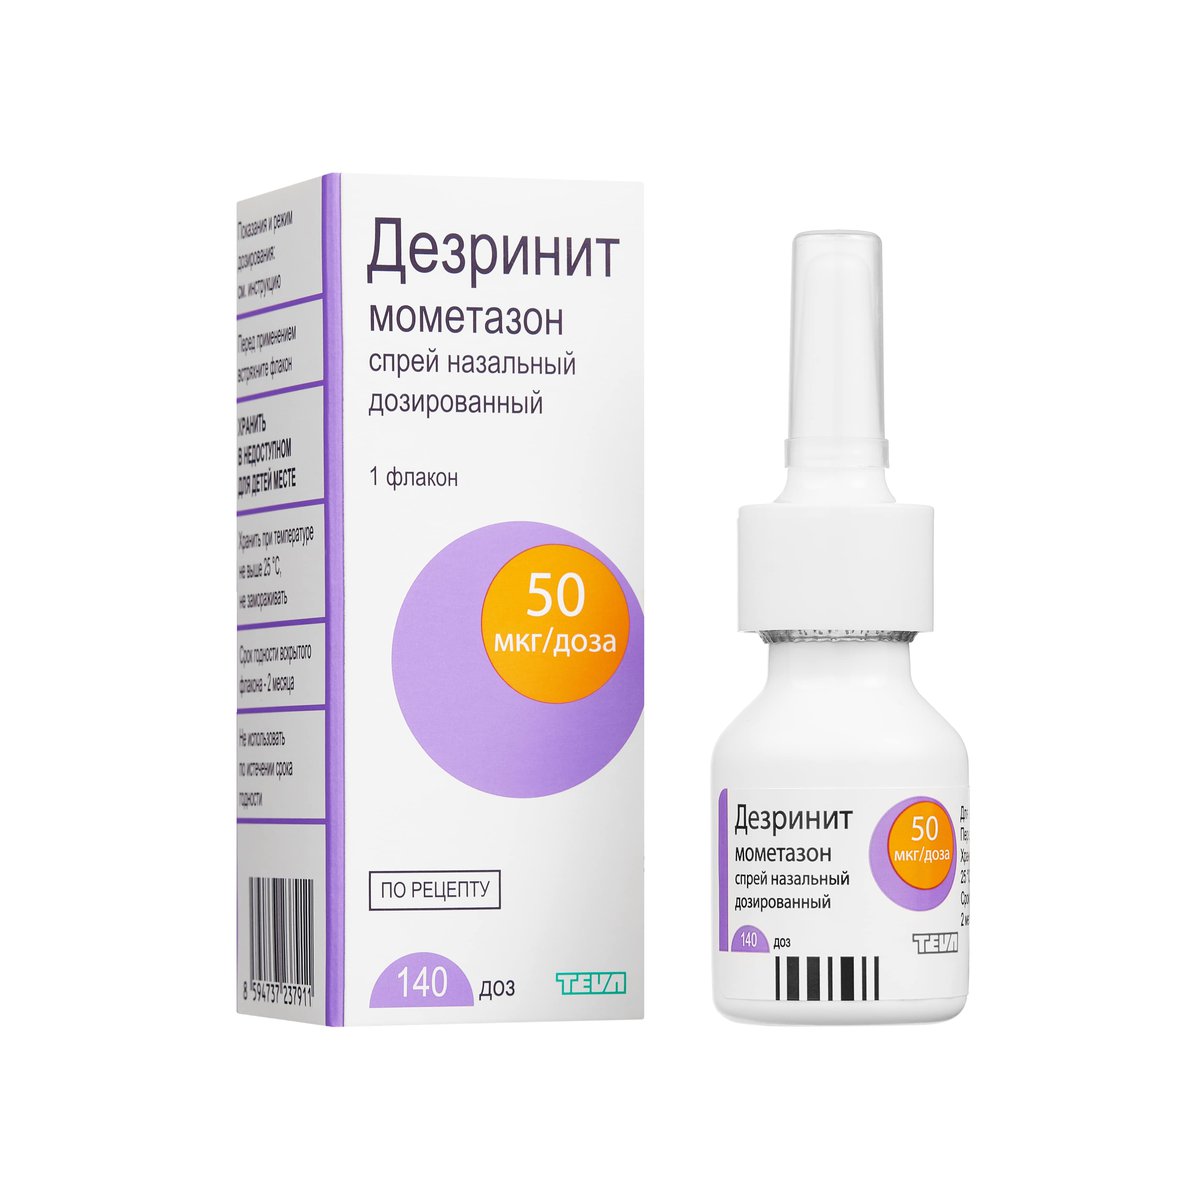 Показания и режим
дозирования:
см. инструкцию
Перед применением
встряхните флакон
ХРАНИТЬ
В НЕДОСТУПНОМ
ДЛЯ ДЕТЕЙ МЕСТЕ
Хранить при температуре
не выше 25 °C,
не замораживать
Срок годности вскрытого
флакона - 2 месяца
Не использовать
по истечении срока
годности
8 594737 237911
Дезринит
мометазон
спрей назальный
дозированный
1 флакон
50
мкг/доза
ПО РЕЦЕПТУ
140 доз
TEVA
Дезринит
мометазон
спрей назальный
дозированный
50
мкг/доза
140 доз
TEVA
25 °C